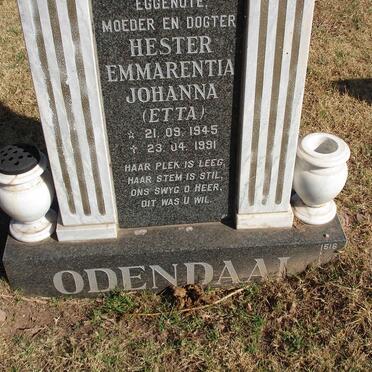 EGGENOTE,
MOEDER EN DOGTER
HESTER
EMMARENTIA
JOHANNA
(ETTA)
☆ 21. 09. 1945
✝ 23. 04. 1991
HAAR PLEK IS LEEG,
HAAR STEM IS STIL,
ONS SWYG O HEER,
DIT WAS U WIL.
ODENDAAL
1516